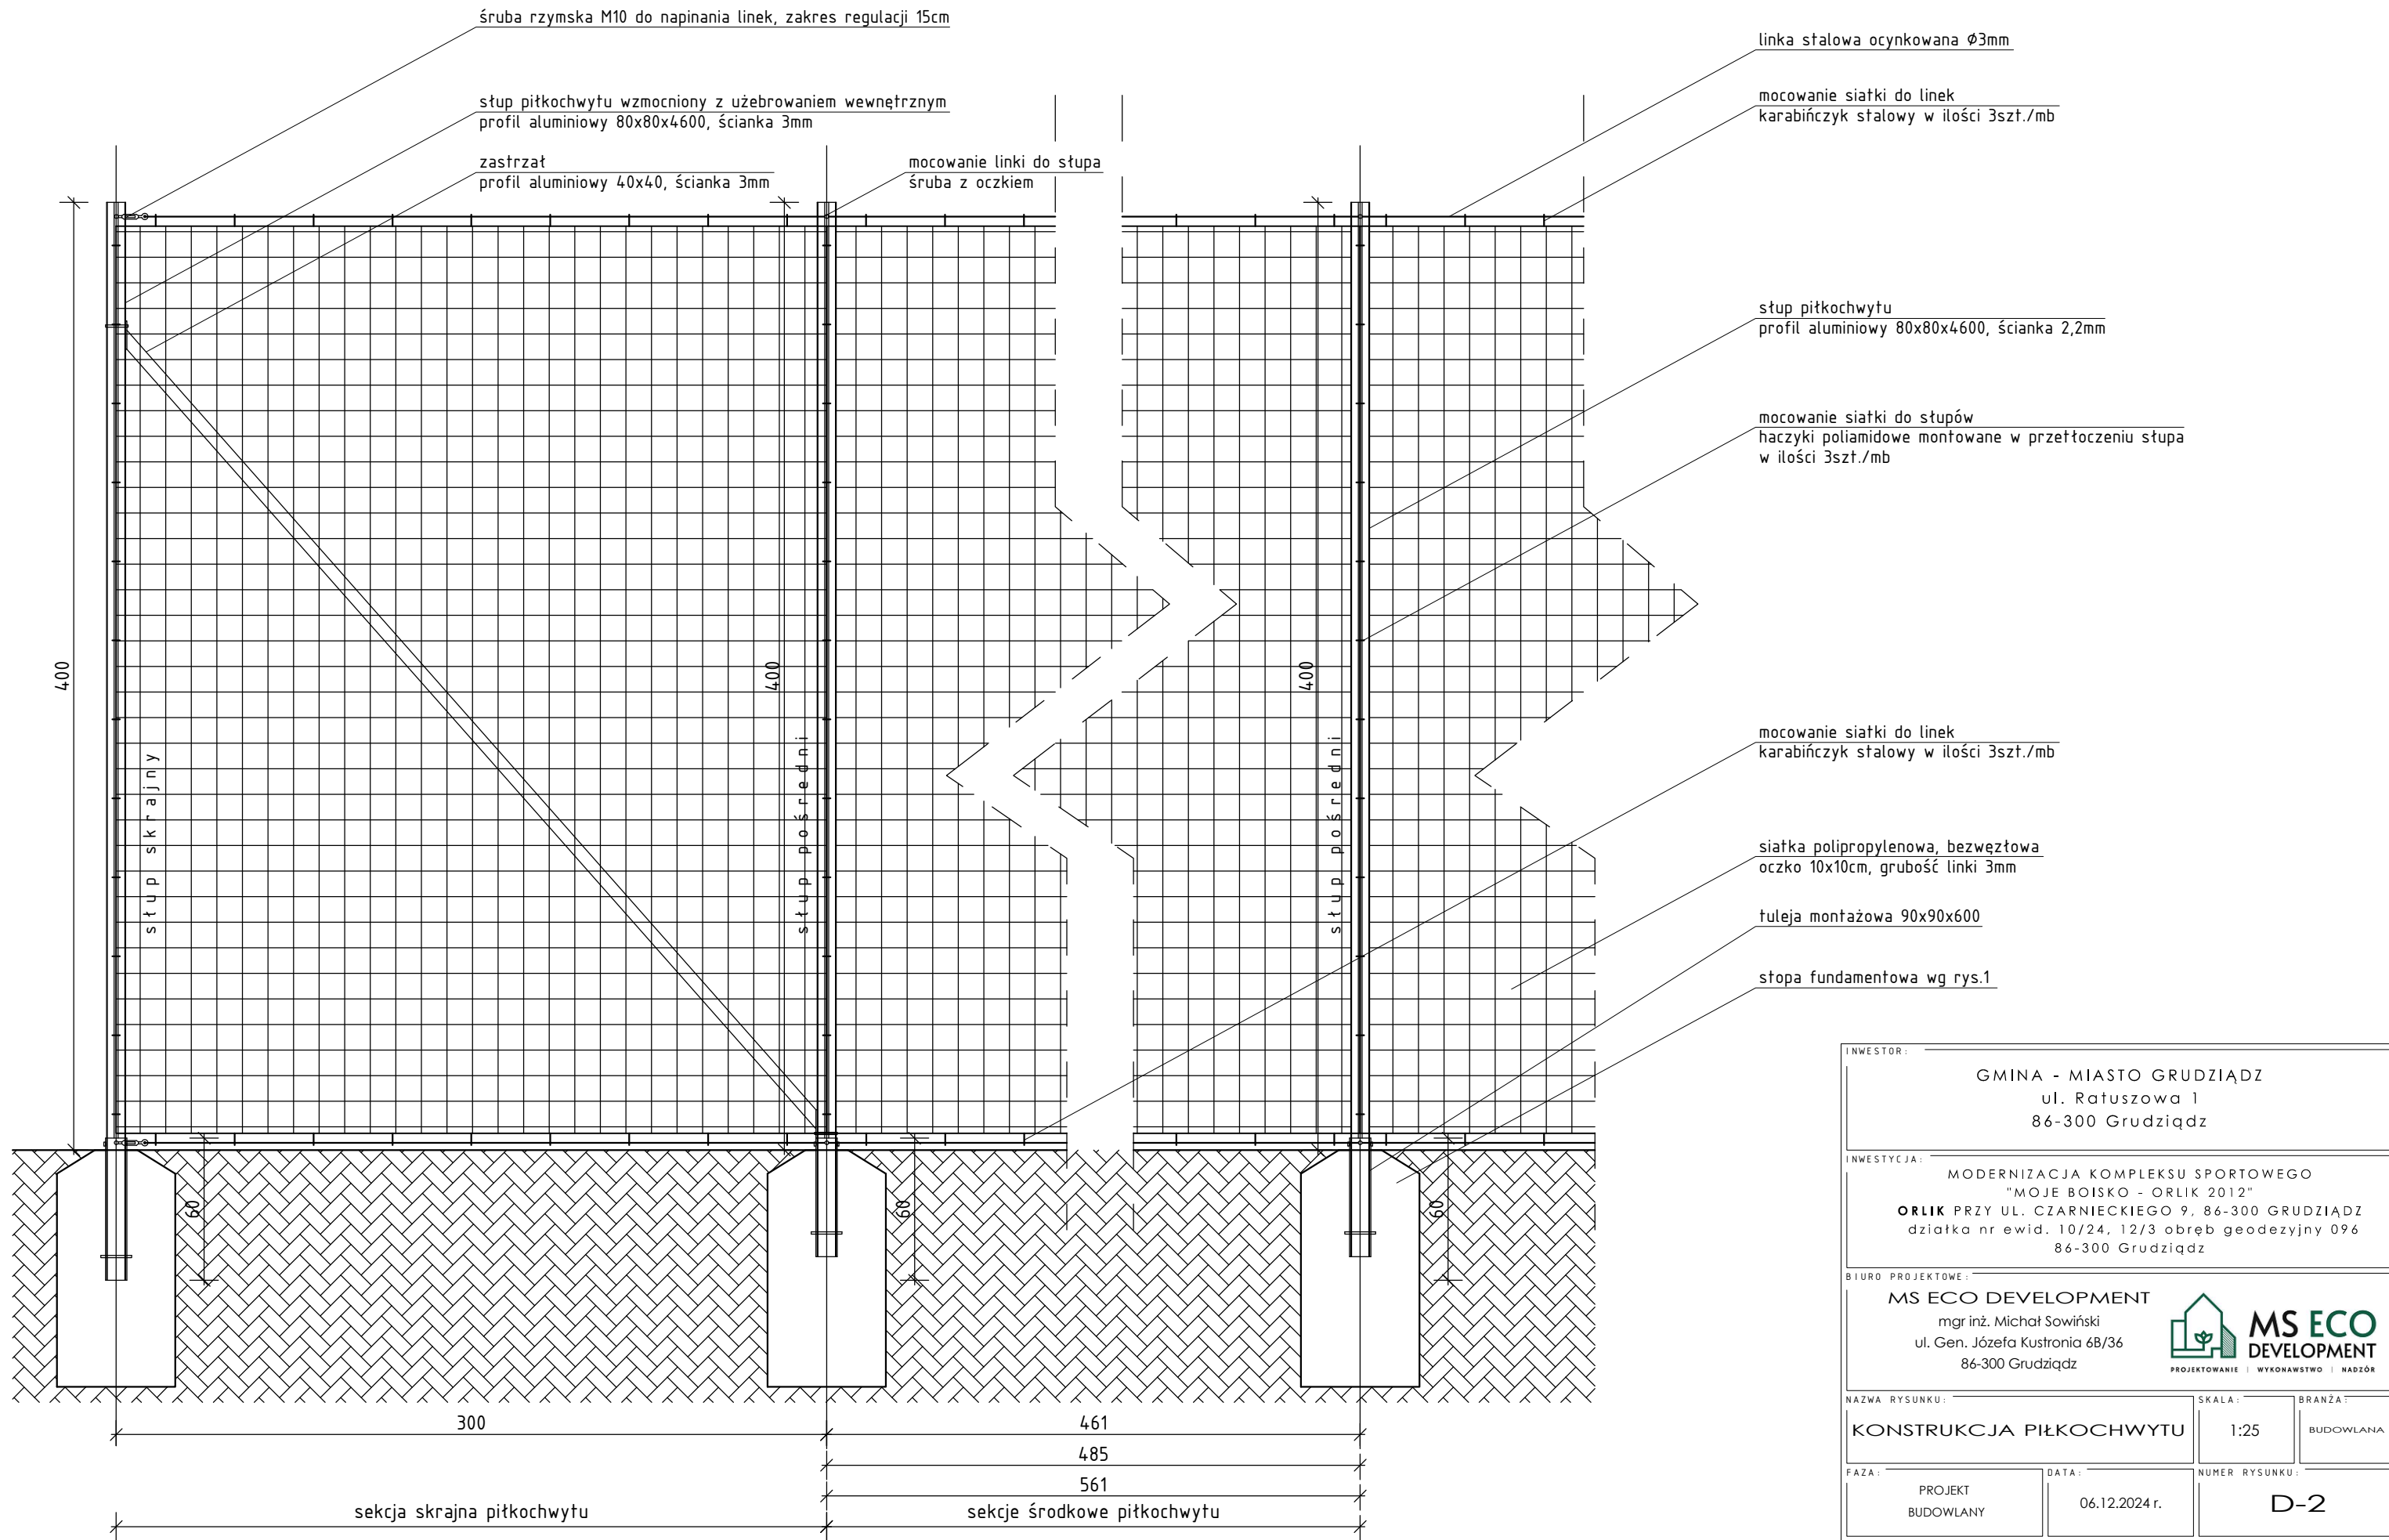 śruba rzymska M10 do napinania linek, zakres regulacji 15cm
słup piłkochwytu wzmocniony z użebrowaniem wewnętrznym
profil aluminiowy 80x80x4600, ścianka 3mm
zastrzał
profil aluminiowy 40x40, ścianka 3mm
mocowanie linki do słupa
śruba z oczkiem
linka stalowa ocynkowana Φ3mm
mocowanie siatki do linek
karabińczyk stalowy w ilości 3szt./mb
słup piłkochwytu
profil aluminiowy 80x80x4600, ścianka 2,2mm
mocowanie siatki do słupów
haczyki poliamidowe montowane w przetłoczeniu słupa
w ilości 3szt./mb
mocowanie siatki do linek
karabińczyk stalowy w ilości 3szt./mb
siatka polipropylenowa, bezwęzłowa
oczko 10x10cm, grubość linki 3mm
tuleja montażowa 90x90x600
stopa fundamentowa wg rys.1
400
400
400
słup skrajny
słup pośredni
słup pośredni
60
60
60
300
461
485
561
sekcja skrajna piłkochwytu
sekcje środkowe piłkochwytu
INWESTOR:
GMINA - MIASTO GRUDZIĄDZ
ul. Ratuszowa 1
86-300 Grudziądz
INWESTYCJA:
MODERNIZACJA KOMPLEKSU SPORTOWEGO
"MOJE BOISKO - ORLIK 2012"
ORLIK PRZY UL. CZARNIECKIEGO 9, 86-300 GRUDZIĄDZ
działka nr ewid. 10/24, 12/3 obręb geodezyjny 096
86-300 Grudziądz
BIURO PROJEKTOWE:
MS ECO DEVELOPMENT
mgr inż. Michał Sowiński
ul. Gen. Józefa Kustronia 6B/36
86-300 Grudziądz
MS ECO
DEVELOPMENT
PROJEKTOWANIE | WYKONAWSTWO | NADZÓR
NAZWA RYSUNKU:
KONSTRUKCJA PIŁKOCHWYTU
SKALA:
1:25
BRANŻA:
BUDOWLANA
FAZA:
PROJEKT
BUDOWLANY
DATA:
06.12.2024 r.
NUMER RYSUNKU:
D-2